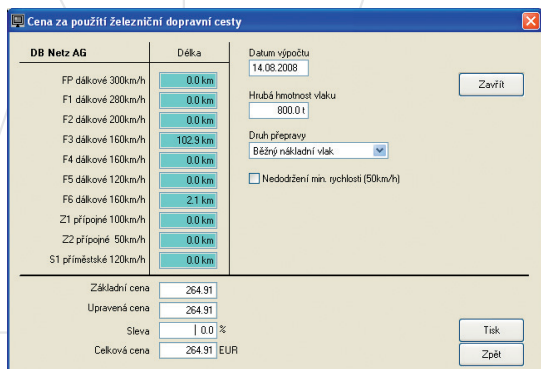 Cena za použití železniční dopravní cesty
DB Netz AG Délka
FP dálkové 300km/h 0.0 km
F1 dálkové 280km/h 0.0 km
F2 dálkové 200km/h 0.0 km
F3 dálkové 160km/h 102.9 km
F4 dálkové 160km/h 0.0 km
F5 dálkové 120km/h 0.0 km
F6 dálkové 160km/h 2.1 km
Z1 přípojné 100km/h 0.0 km
Z2 přípojné 50km/h 0.0 km
S1 příměstské 120km/h 0.0 km
Datum výpočtu
14.08.2008
Hrubá hmotnost vlaku
800.0 t
Druh přepravy
Běžný nákladní vlak
Nedodržení min. rychlosti (50km/h)
Zavřít
Základní cena 264.91
Upravená cena 264.91
Sleva 0.0 %
Celková cena 264.91 EUR
Tisk
Zpět